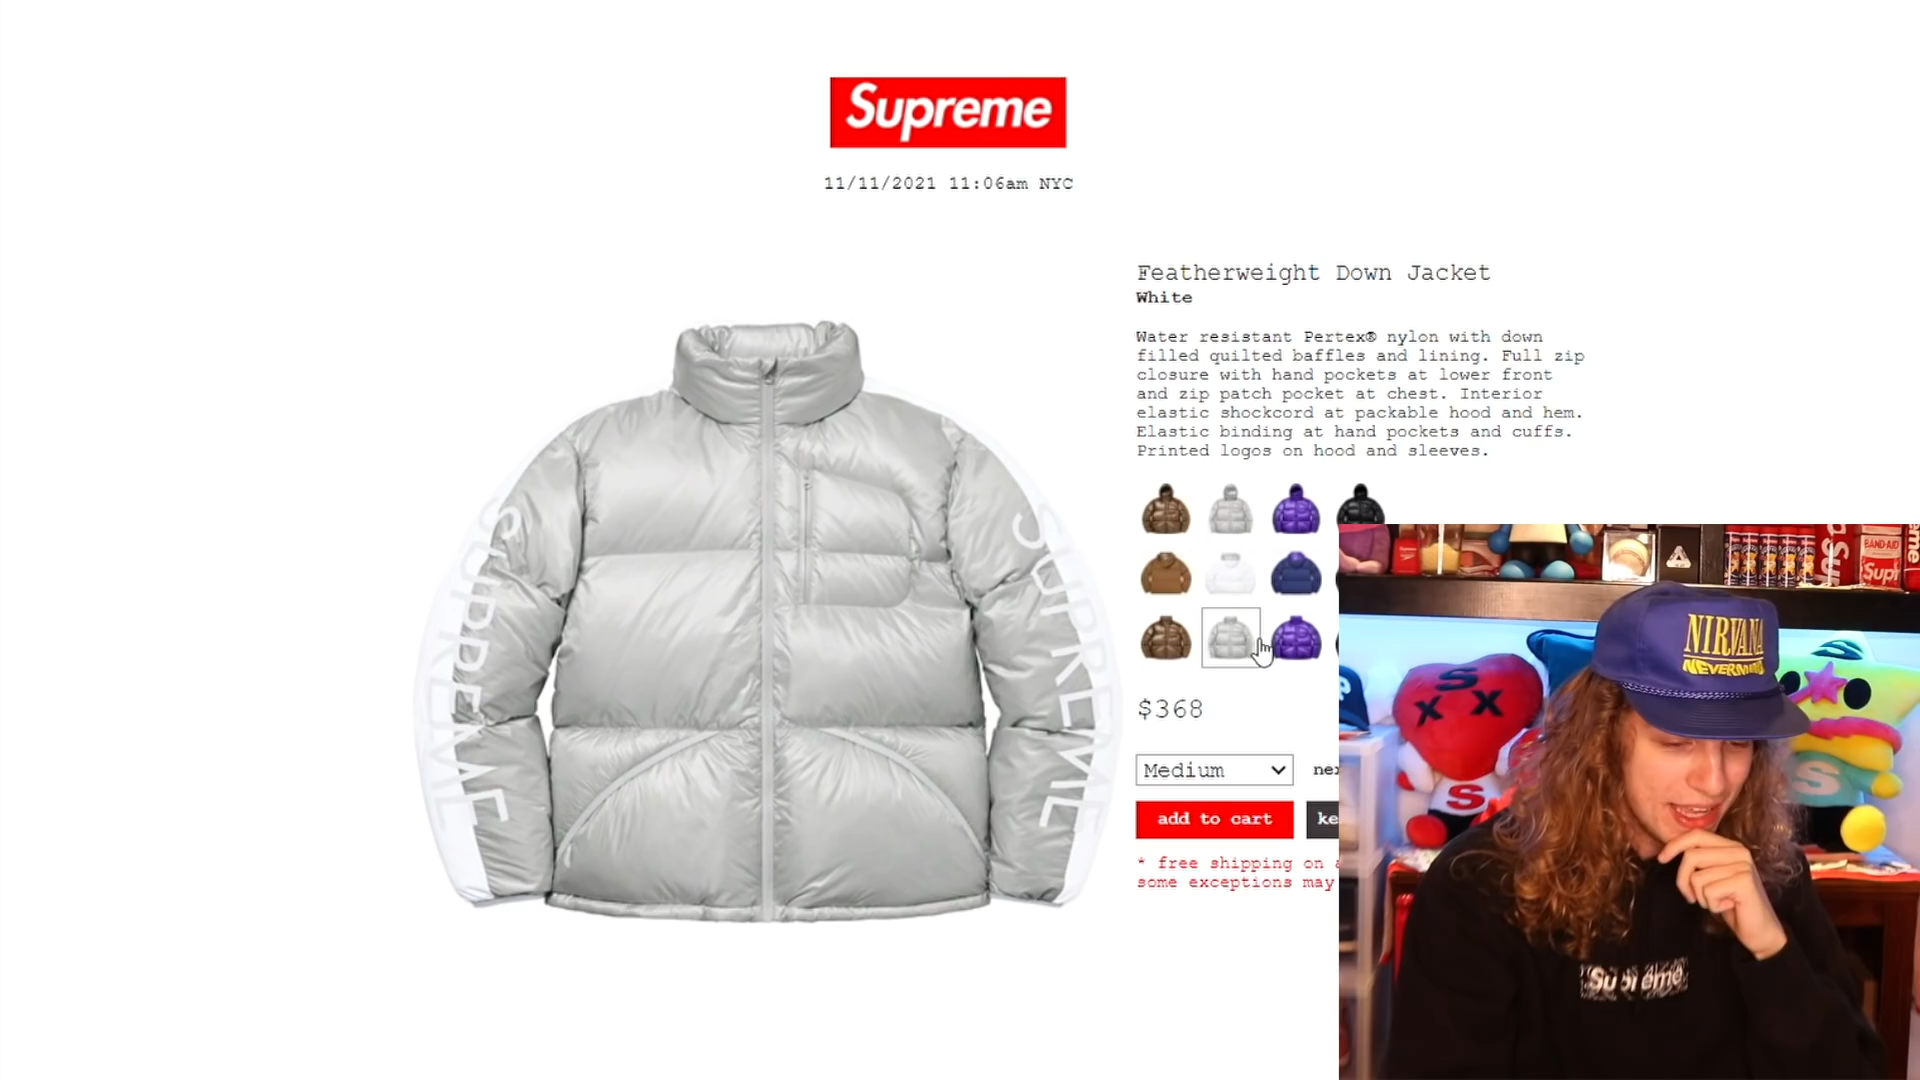 Supreme
11/11/2021 11:06am NYC
Featherweight Down Jacket
White
Water resistant Pertex® nylon with down
filled quilted baffles and lining. Full zip
closure with hand pockets at lower front
and zip patch pocket at chest. Interior
elastic shockcord at packable hood and hem.
Elastic binding at hand pockets and cuffs.
Printed logos on hood and sleeves.
SUPREME
SUPREME
$368
Medium
add to cart
* free shipping on
some exceptions may
BAND-AID
NIRVANA
NEVERMIND
S
X X
S
S
Supreme